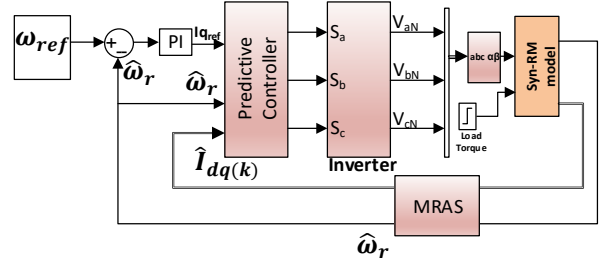 ω_ref
+
−
PI
Iq_ref
ω̂_r
ω̂_r
Î_dq(k)
Predictive
Controller
S_a
S_b
S_c
Inverter
V_aN
V_bN
V_cN
abc αβ
Load
Torque
Syn-RM
model
MRAS
ω̂_r